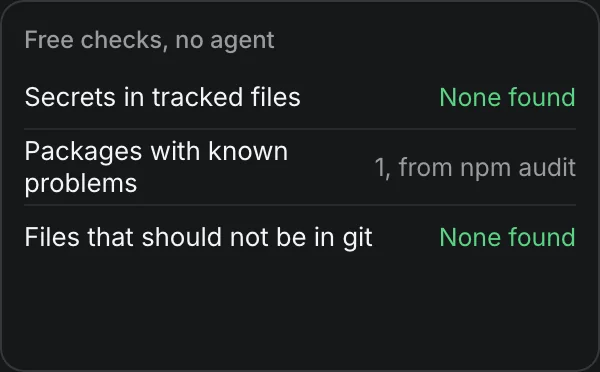 Free checks, no agent
Secrets in tracked files None found
Packages with known
problems 1, from npm audit
Files that should not be in git None found